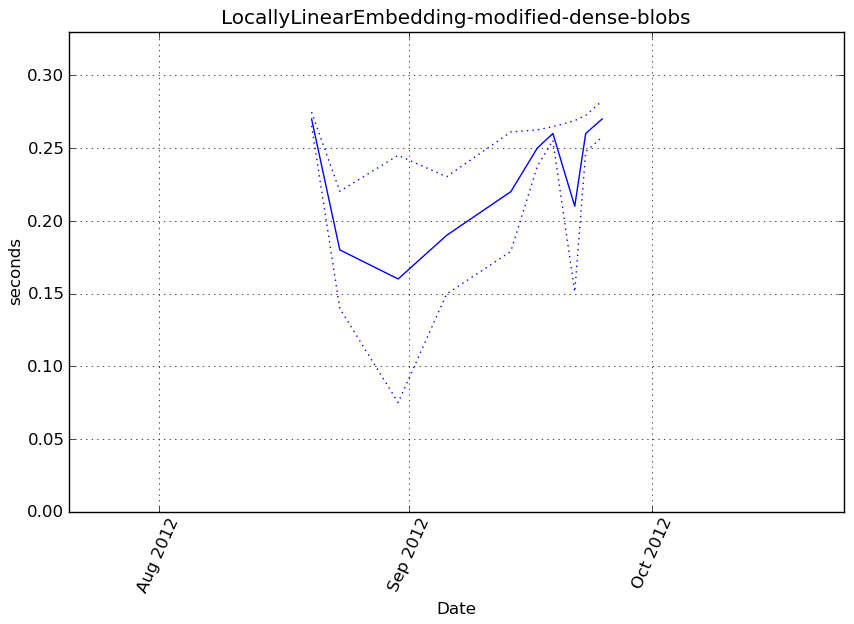 LocallyLinearEmbedding-modified-dense-blobs
0.30
0.25
0.20
0.15
0.10
0.05
0.00
seconds
Aug 2012
Sep 2012
Oct 2012
Date